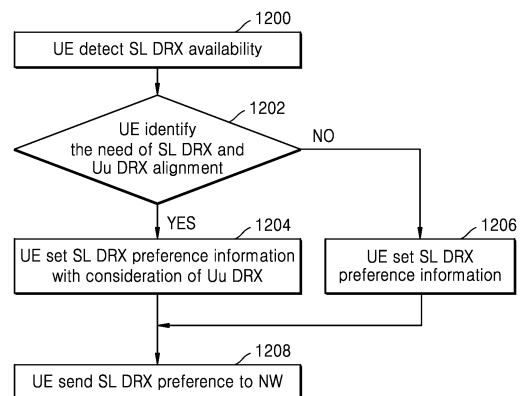 1200
UE detect SL DRX availability
1202
UE identify
the need of SL DRX and
Uu DRX alignment
NO
YES
1204
UE set SL DRX preference information
with consideration of Uu DRX
1206
UE set SL DRX
preference information
1208
UE send SL DRX preference to NW